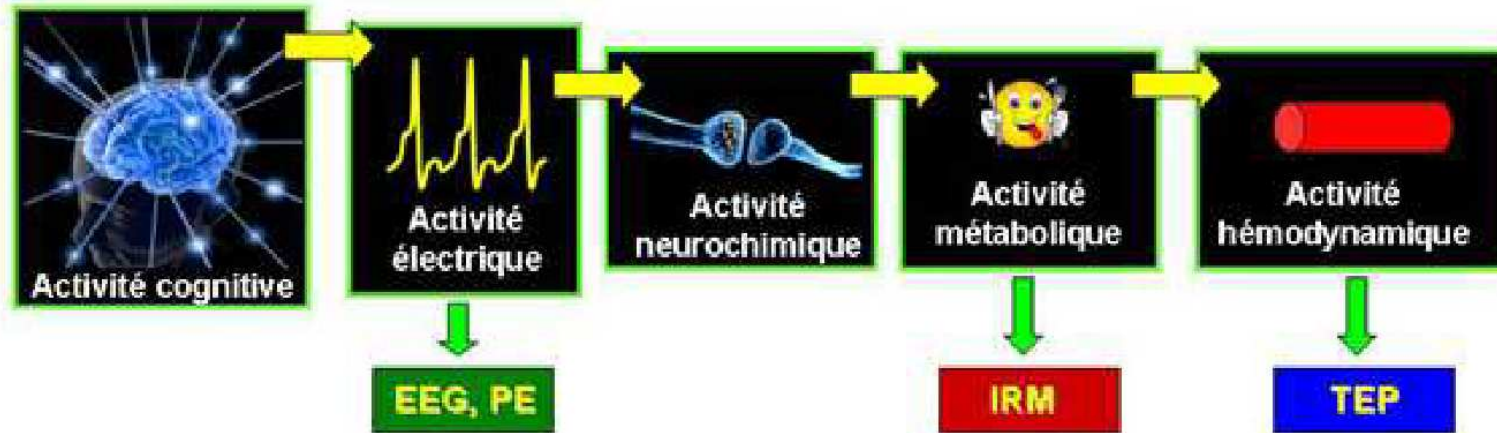 Activité cognitive
Activité
électrique
Activité
neurochimique
Activité
métabolique
Activité
hémodynamique
EEG, PE
IRM
TEP